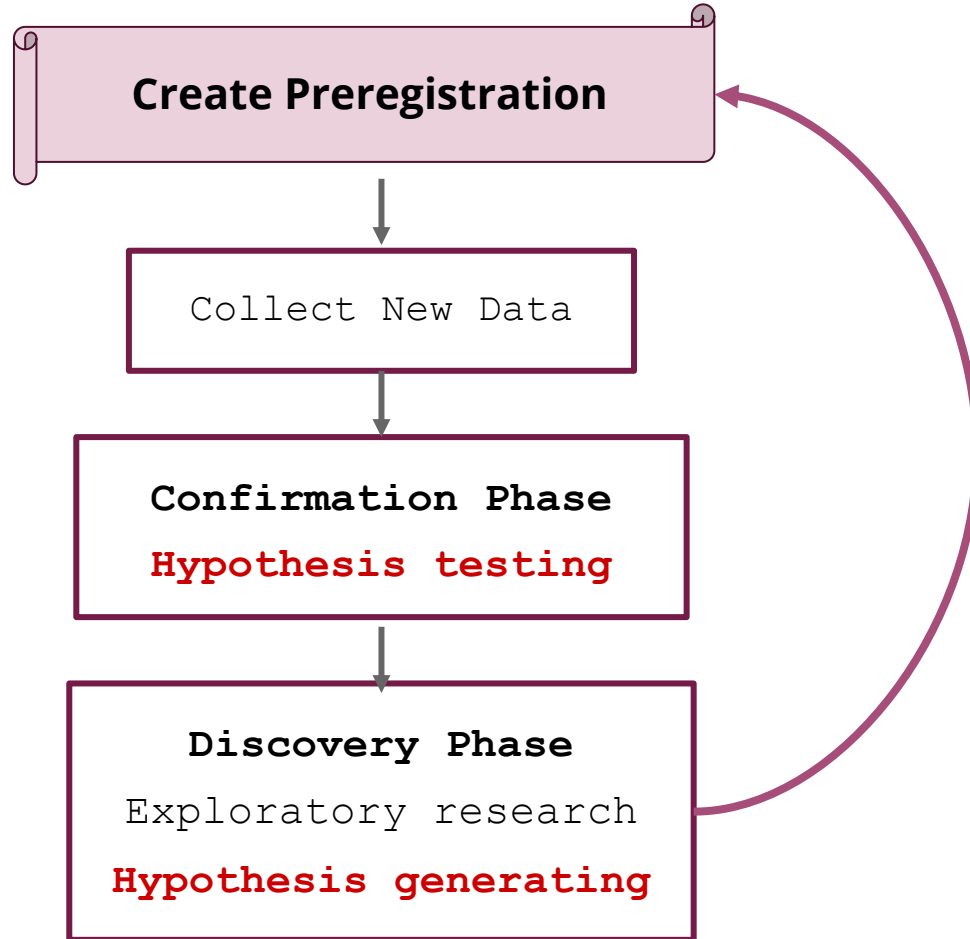 Create Preregistration
Collect New Data
Confirmation Phase
Hypothesis testing
Discovery Phase
Exploratory research
Hypothesis generating